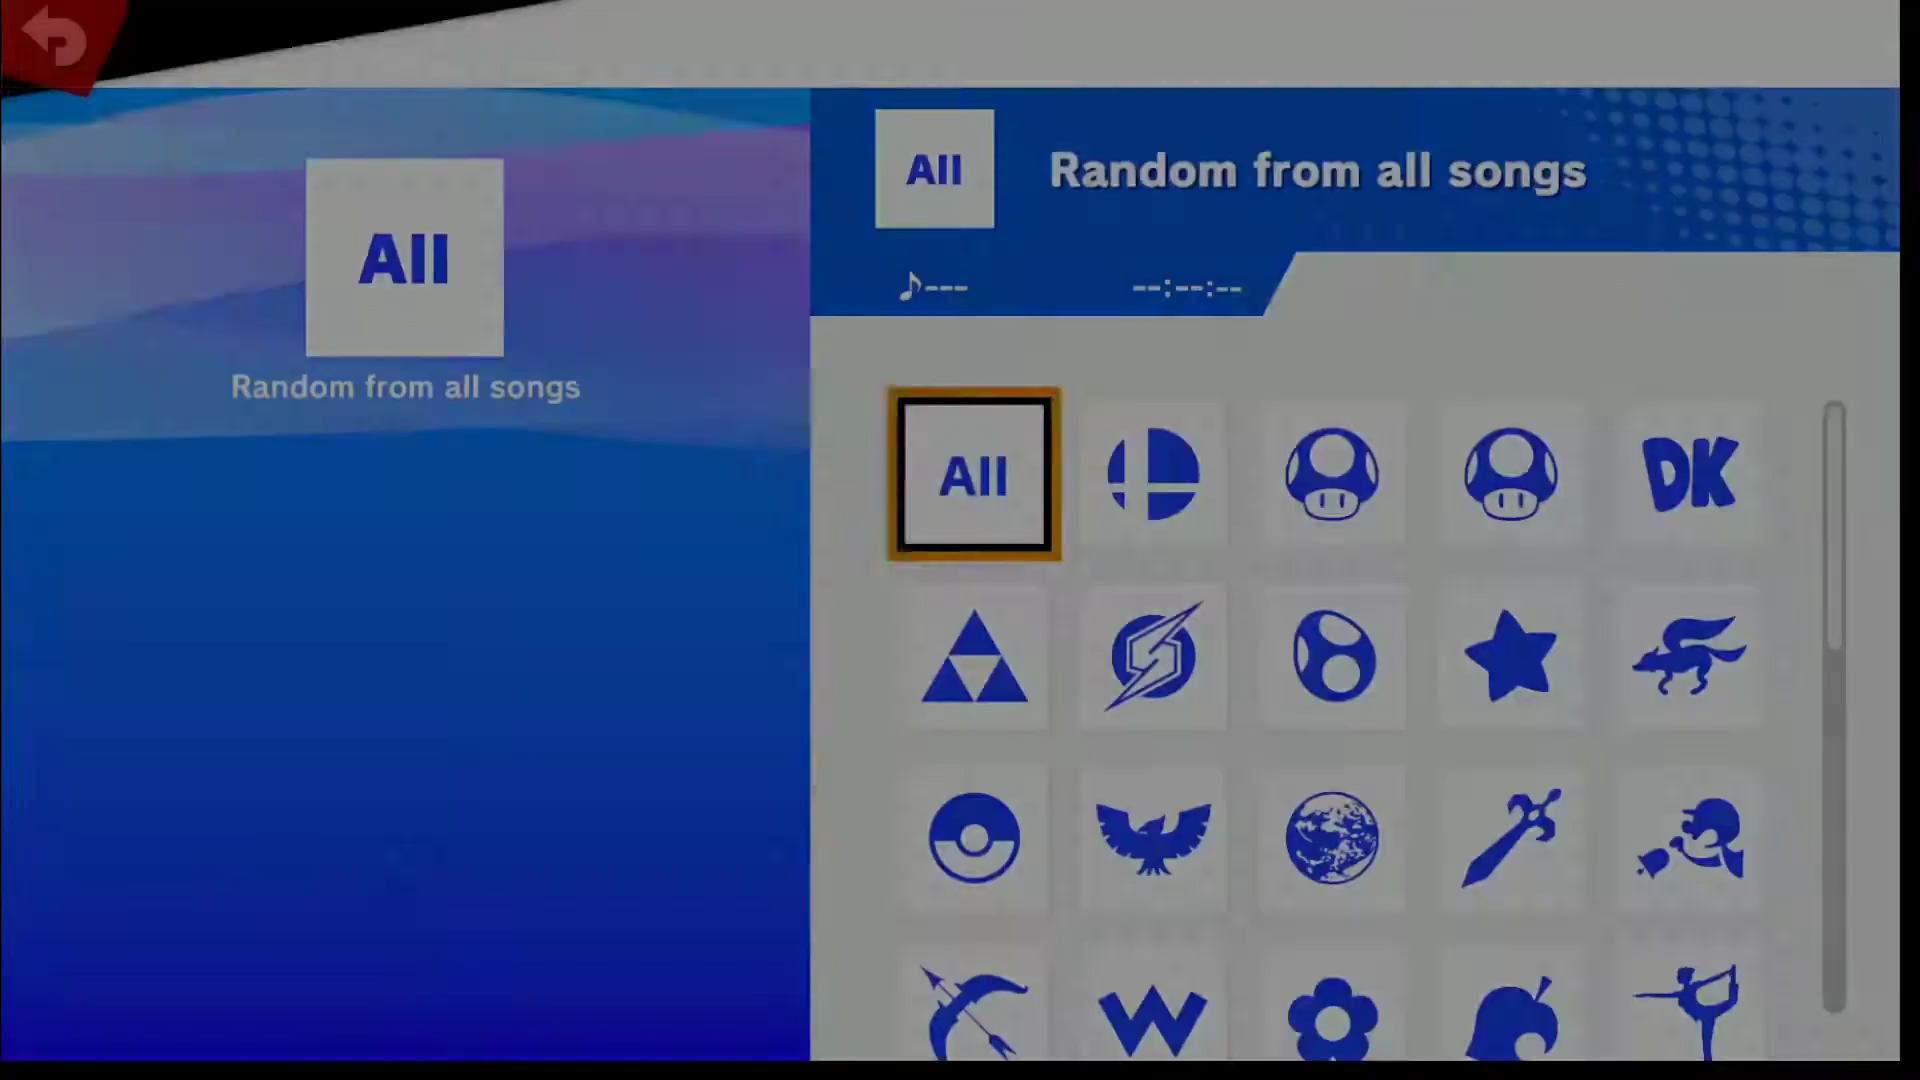 All
Random from all songs
All
Random from all songs
♪---
--:--:--
All
DK
W